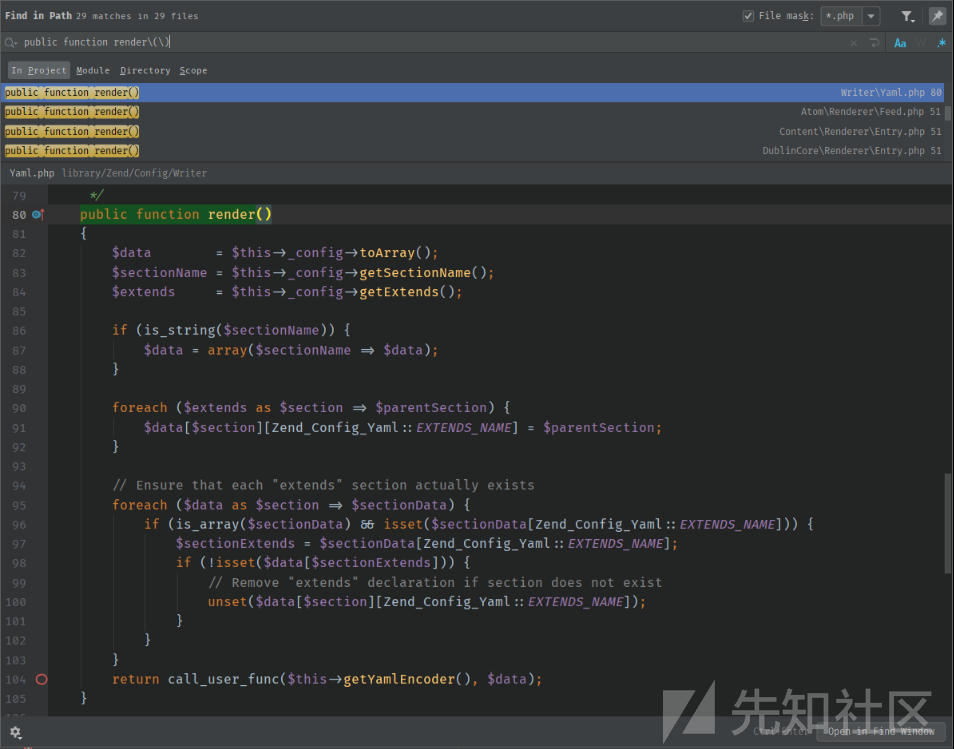 Find in Path 29 matches in 29 files
File mask: *.php
public function render\(\)
Aa W .*
In Project Module Directory Scope
public function render() Writer\Yaml.php 80
public function render() Atom\Renderer\Feed.php 51
public function render() Content\Renderer\Entry.php 51
public function render() DublinCore\Renderer\Entry.php 51
Yaml.php library/Zend/Config/Writer
79 */
80 public function render()
81 {
82 $data = $this->_config->toArray();
83 $sectionName = $this->_config->getSectionName();
84 $extends = $this->_config->getExtends();
85
86 if (is_string($sectionName)) {
87 $data = array($sectionName => $data);
88 }
89
90 foreach ($extends as $section => $parentSection) {
91 $data[$section][Zend_Config_Yaml::EXTENDS_NAME] = $parentSection;
92 }
93
94 // Ensure that each "extends" section actually exists
95 foreach ($data as $section => $sectionData) {
96 if (is_array($sectionData) && isset($sectionData[Zend_Config_Yaml::EXTENDS_NAME])) {
97 $sectionExtends = $sectionData[Zend_Config_Yaml::EXTENDS_NAME];
98 if (!isset($data[$sectionExtends])) {
99 // Remove "extends" declaration if section does not exist
100 unset($data[$section][Zend_Config_Yaml::EXTENDS_NAME]);
101 }
102 }
103 }
104 return call_user_func($this->getYamlEncoder(), $data);
105 }
先知社区
Ctrl+Enter Open in Find Window